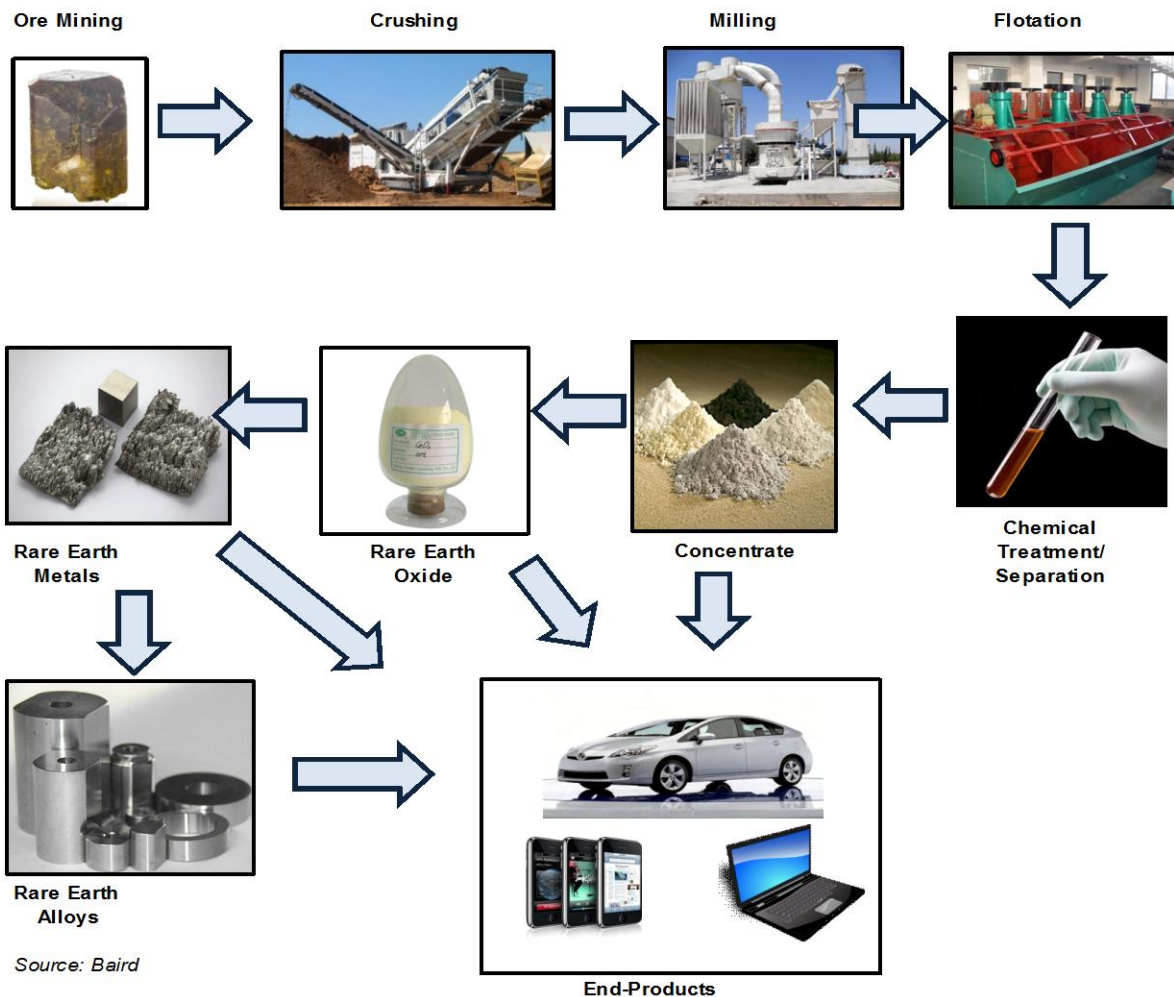 Ore Mining
Crushing
Milling
Flotation
Rare Earth
Metals
Rare Earth
Oxide
Concentrate
Chemical
Treatment/
Separation
Rare Earth
Alloys
Source: Baird
End-Products